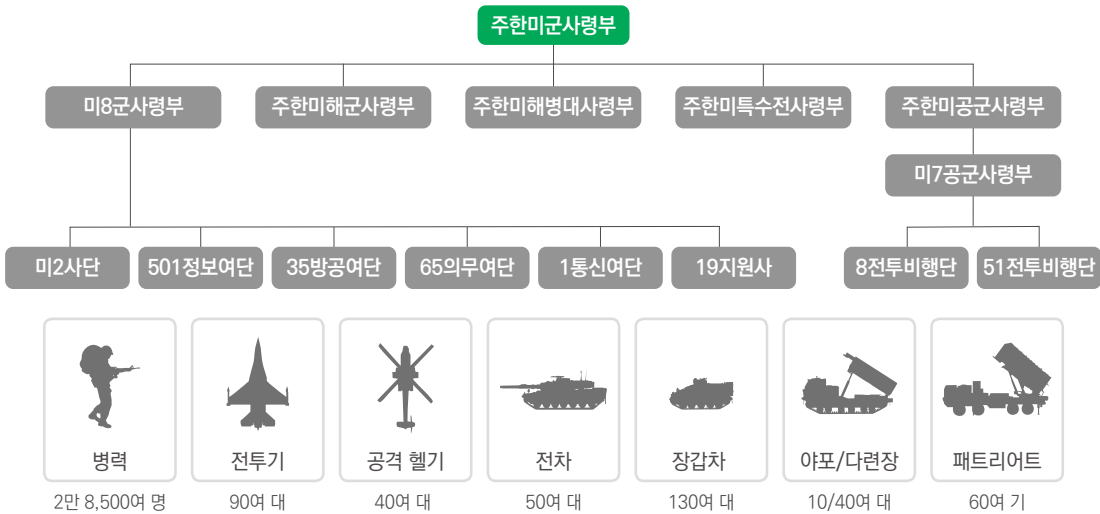 주한미군사령부
미8군사령부
주한미해군사령부
주한미해병대사령부
주한미특수전사령부
주한미공군사령부
미7공군사령부
미2사단
501정보여단
35방공여단
65의무여단
1통신여단
19지원사
8전투비행단
51전투비행단
병력
전투기
공격 헬기
전차
장갑차
야포/다련장
패트리어트
2만 8,500여 명
90여 대
40여 대
50여 대
130여 대
10/40여 대
60여 기